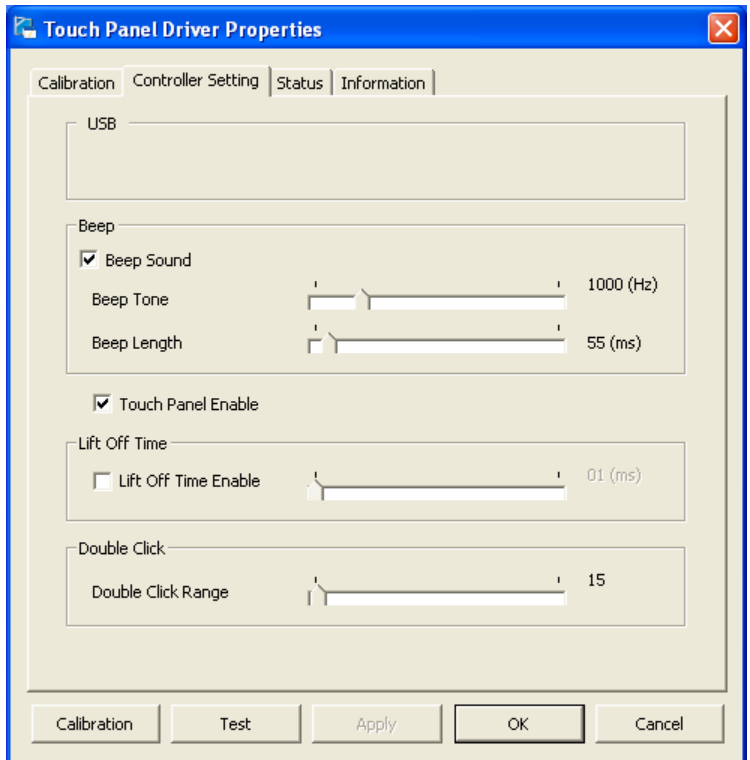 Touch Panel Driver Properties
Calibration Controller Setting Status Information
USB
Beep
Beep Sound
Beep Tone 1000 (Hz)
Beep Length 55 (ms)
Touch Panel Enable
Lift Off Time
Lift Off Time Enable 01 (ms)
Double Click
Double Click Range 15
Calibration Test Apply OK Cancel